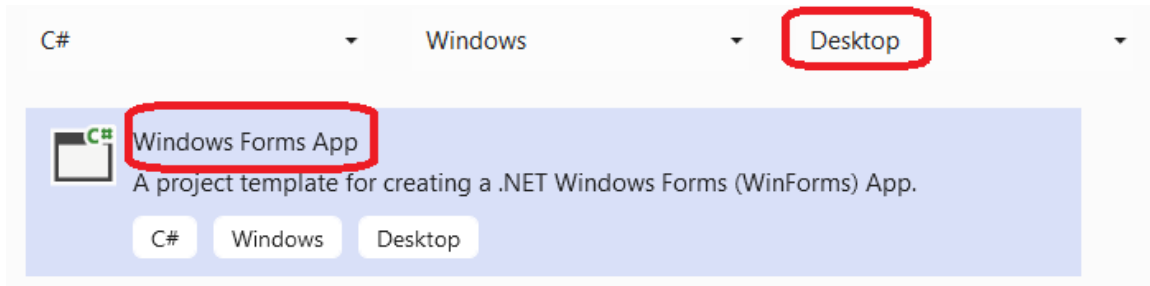 C# Windows Desktop
C#
Windows Forms App
A project template for creating a .NET Windows Forms (WinForms) App.
C# Windows Desktop